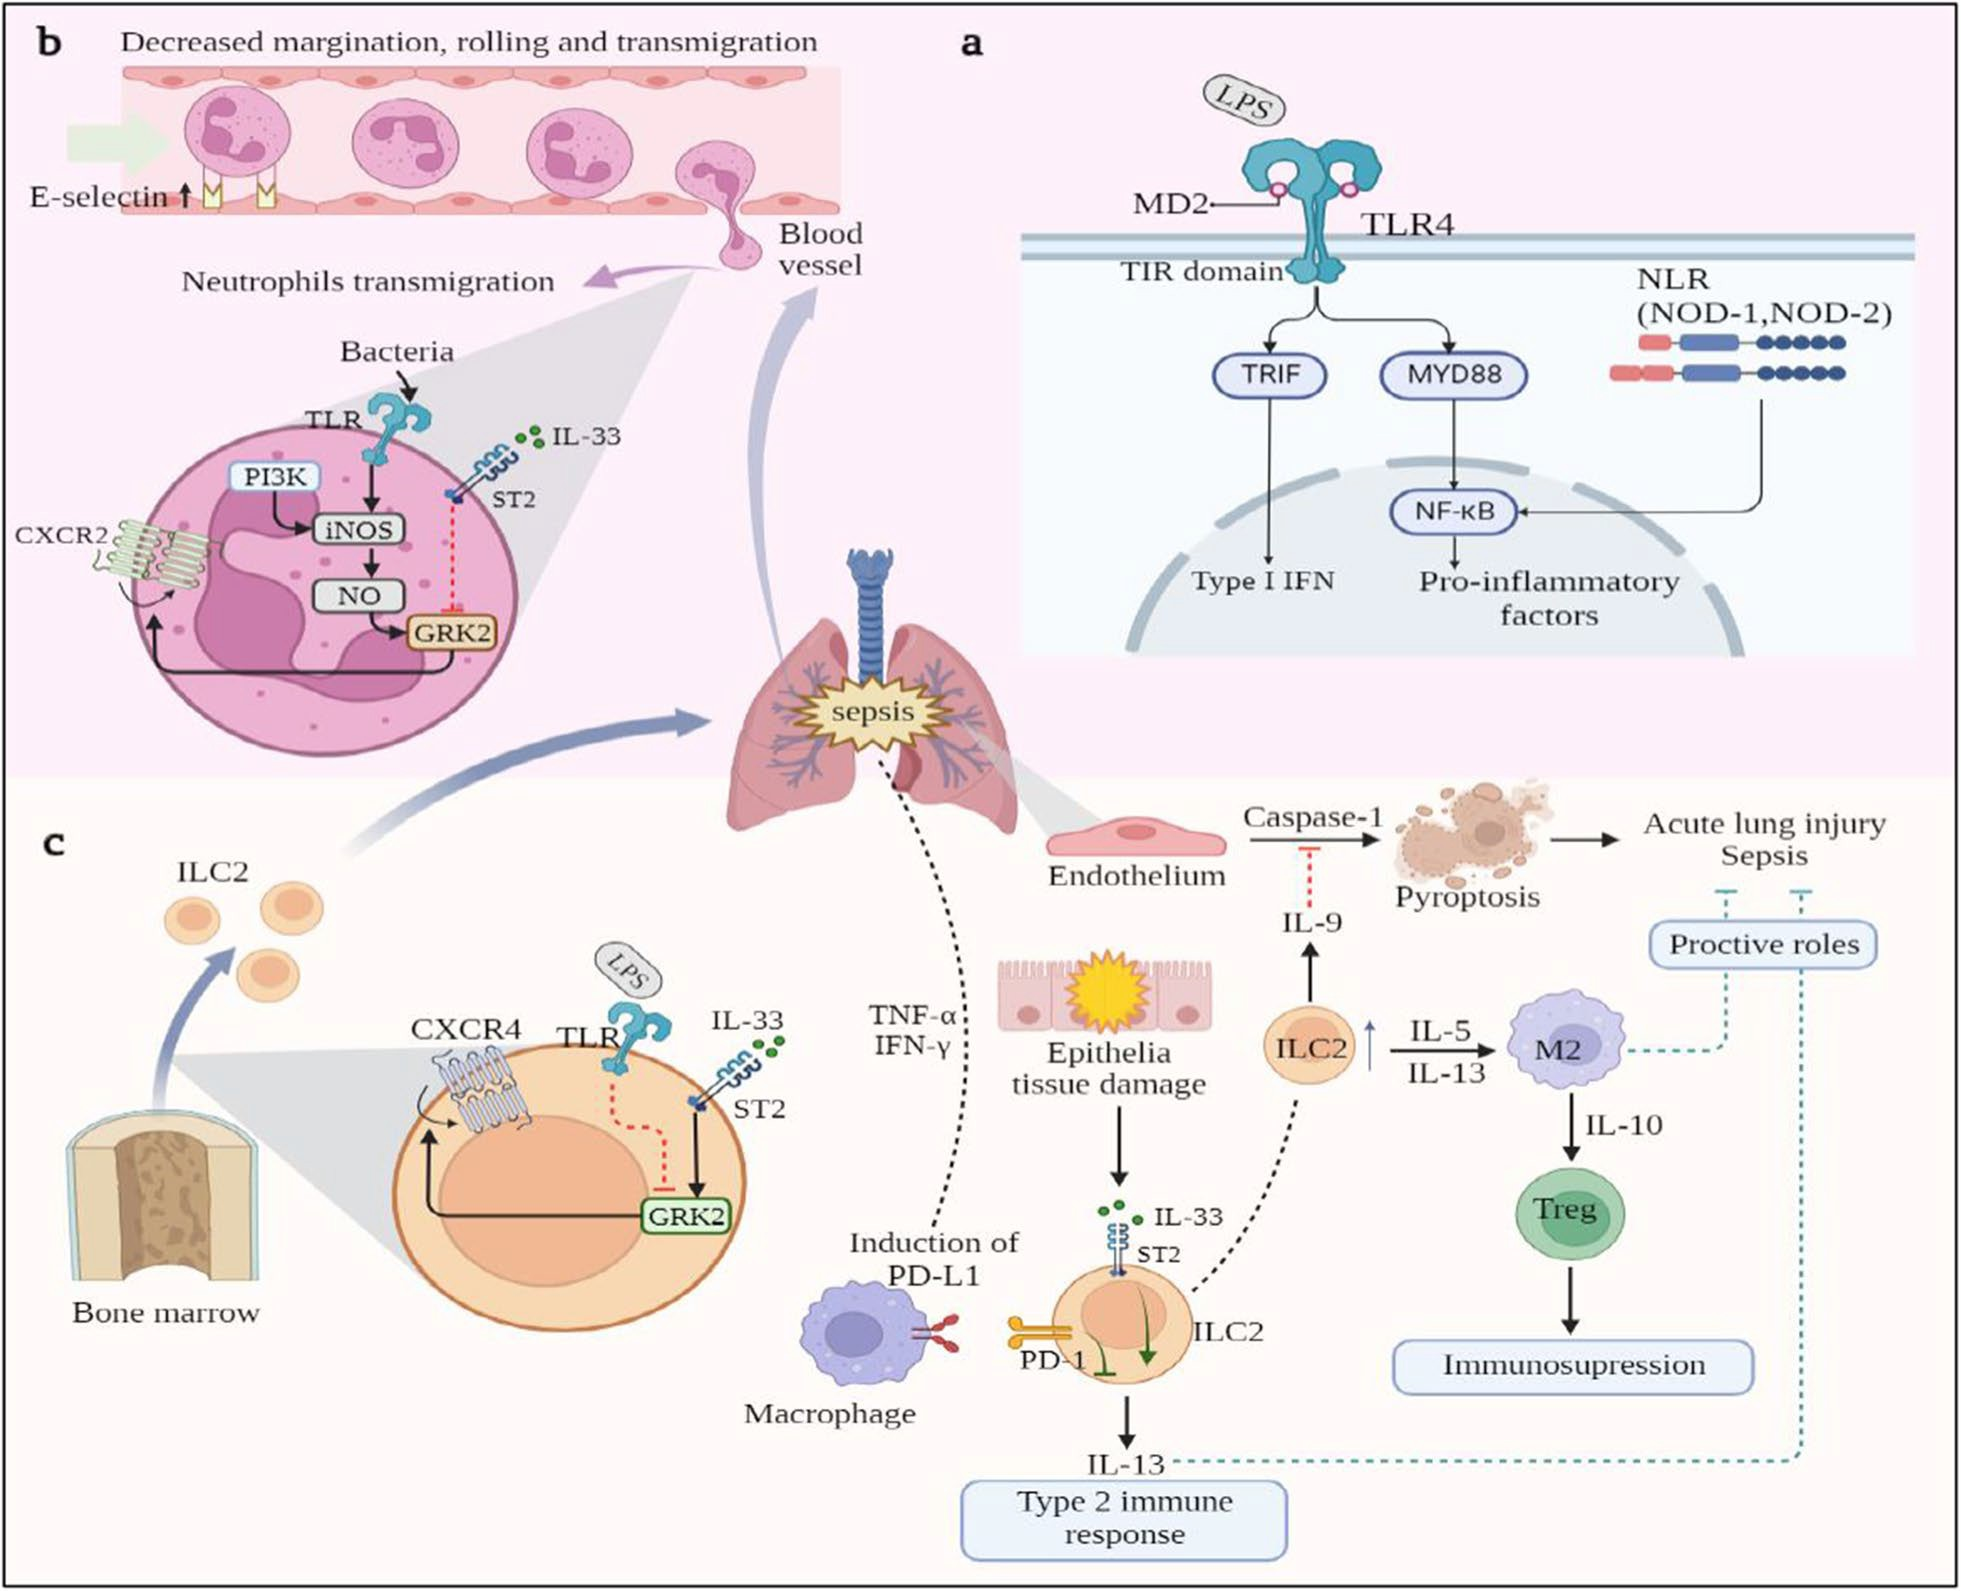 b
Decreased margination, rolling and transmigration
E-selectin
Blood
vessel
Neutrophils transmigration
Bacteria
TLR
IL-33
ST2
PI3K
iNOS
CXCR2
NO
GRK2
a
LPS
MD2
TLR4
TIR domain
NLR
(NOD-1,NOD-2)
TRIF
MYD88
NF-κB
Type I IFN
Pro-inflammatory
factors
sepsis
c
ILC2
Bone marrow
LPS
CXCR4
TLR
IL-33
ST2
GRK2
TNF-α
IFN-γ
Induction of
PD-L1
Macrophage
Endothelium
Caspase-1
Pyroptosis
Acute lung injury
Sepsis
IL-9
Proctive roles
Epithelia
tissue damage
ILC2
IL-5
IL-13
M2
IL-10
Treg
Immunosupression
IL-33
ST2
PD-1
ILC2
IL-13
Type 2 immune
response